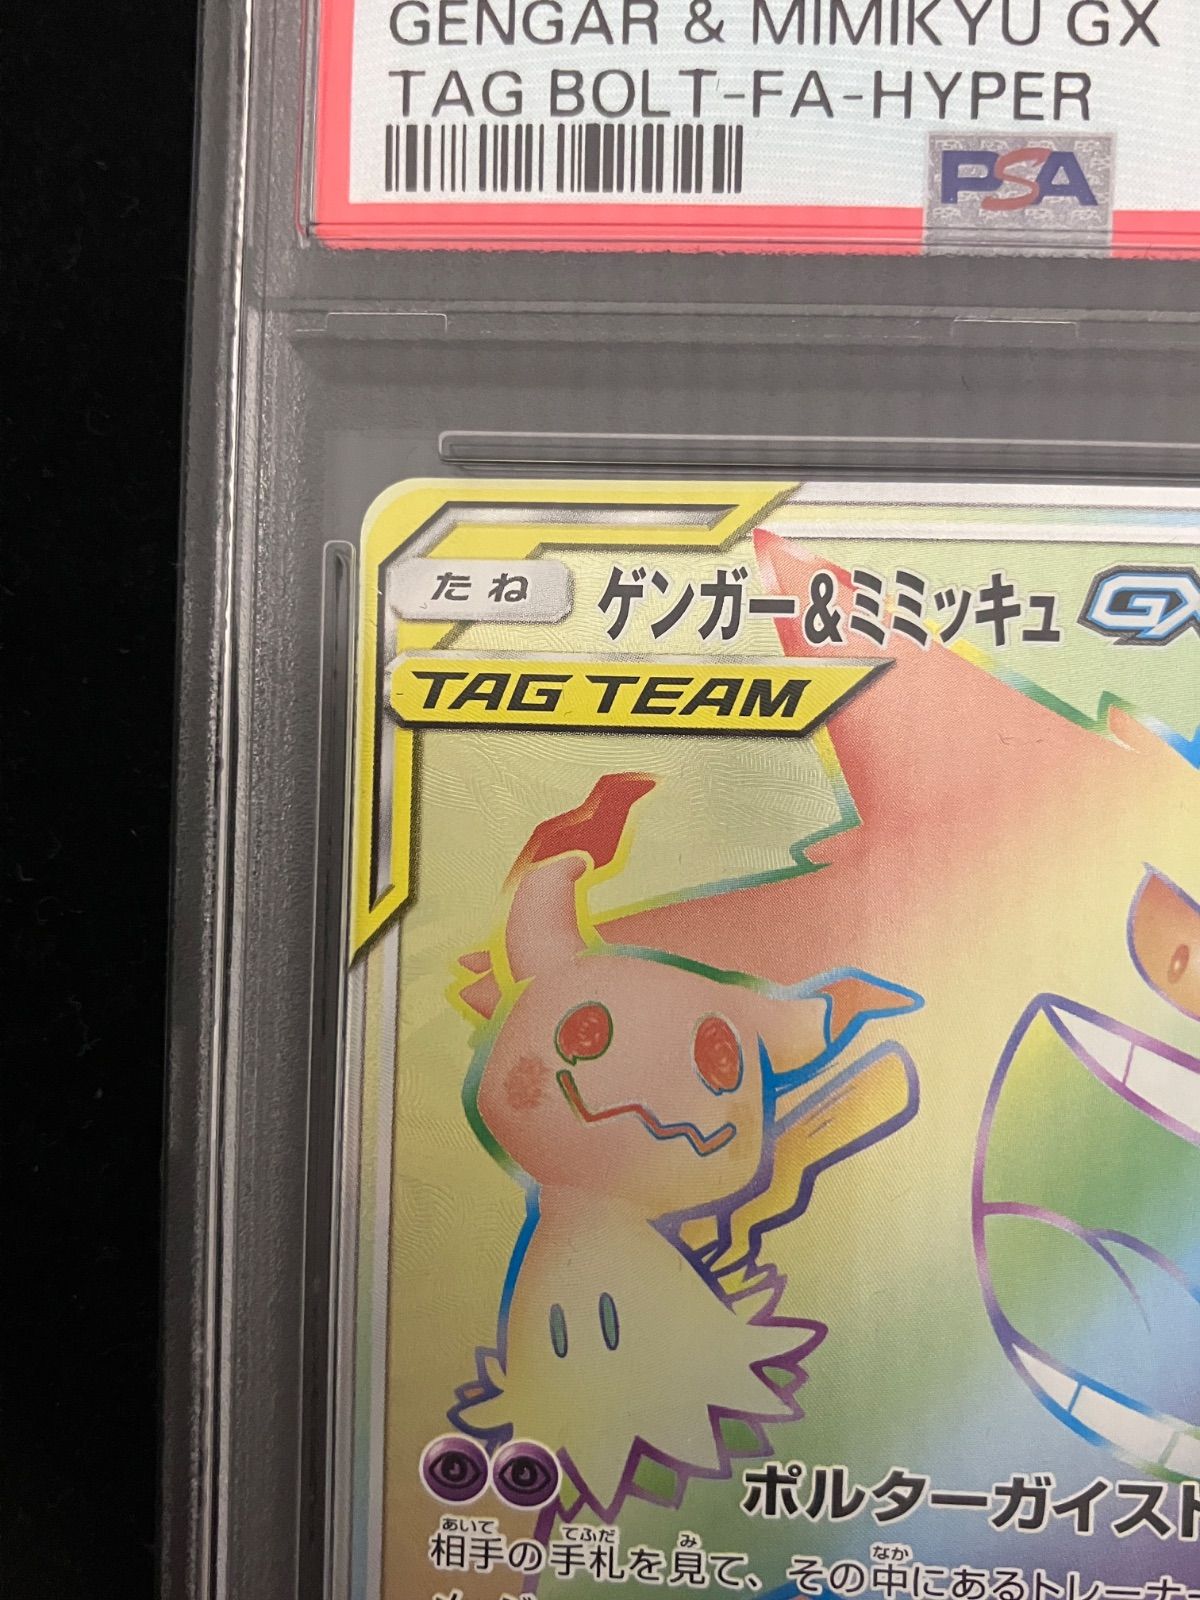 GENGAR & MIMIKYU GX
TAG BOLT-FA-HYPER
PSA
たね
ゲンガー&ミミッキュ GX
TAG TEAM
ポルターガイスト
あいて てふだ み なか
相手の手札を見て、その中にあるトレーナー